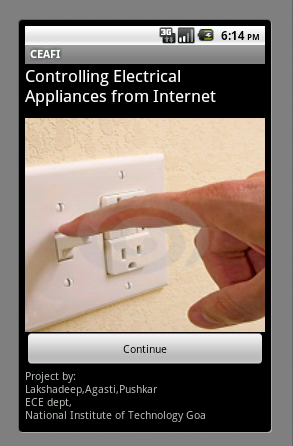 3G
6:14 PM
CEAFI
Controlling Electrical
Appliances from Internet
Continue
Project by:
Lakshadeep,Agasti,Pushkar
ECE dept,
National Institute of Technology Goa